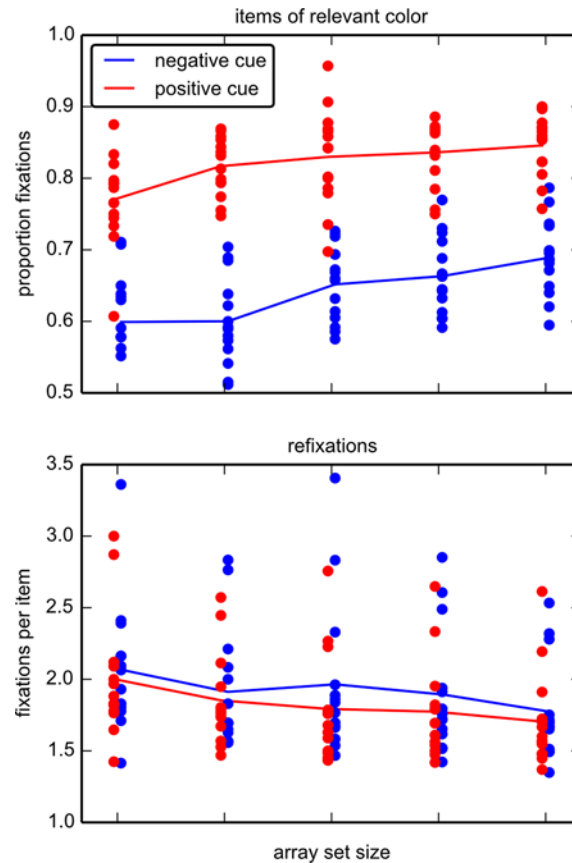 items of relevant color
1.0
negative cue
positive cue
0.9
0.8
0.7
0.6
0.5
proportion fixations
refixations
3.5
3.0
2.5
2.0
1.5
1.0
fixations per item
array set size